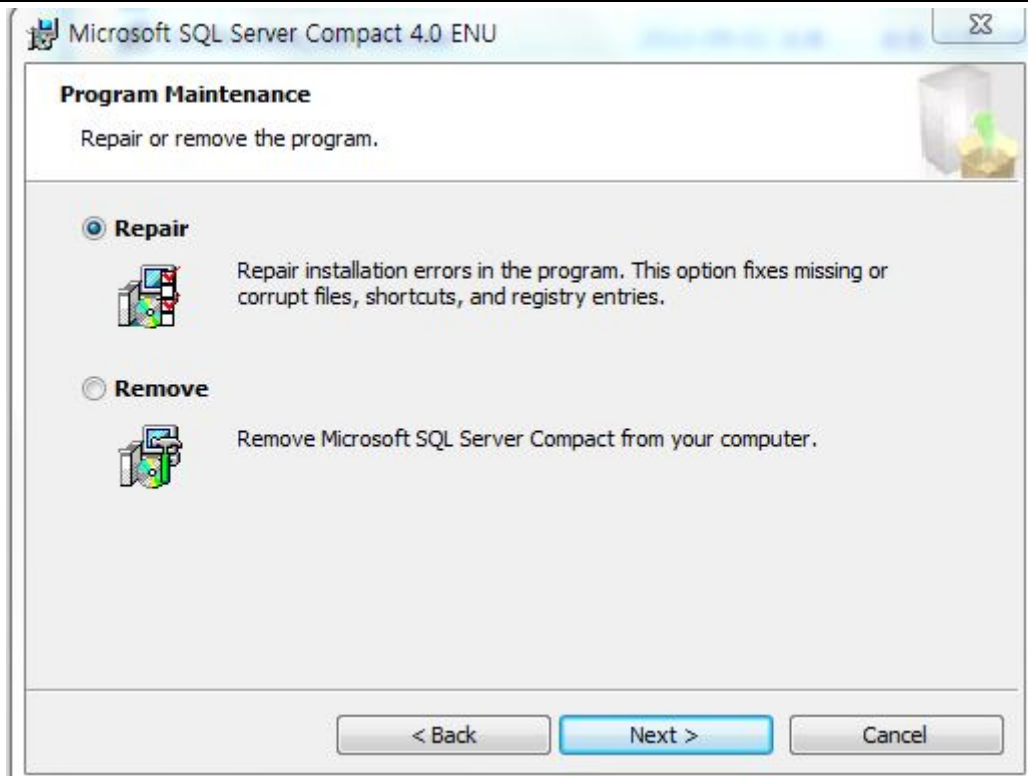 Microsoft SQL Server Compact 4.0 ENU
Program Maintenance
Repair or remove the program.
Repair
Repair installation errors in the program. This option fixes missing or
corrupt files, shortcuts, and registry entries.
Remove
Remove Microsoft SQL Server Compact from your computer.
< Back
Next >
Cancel